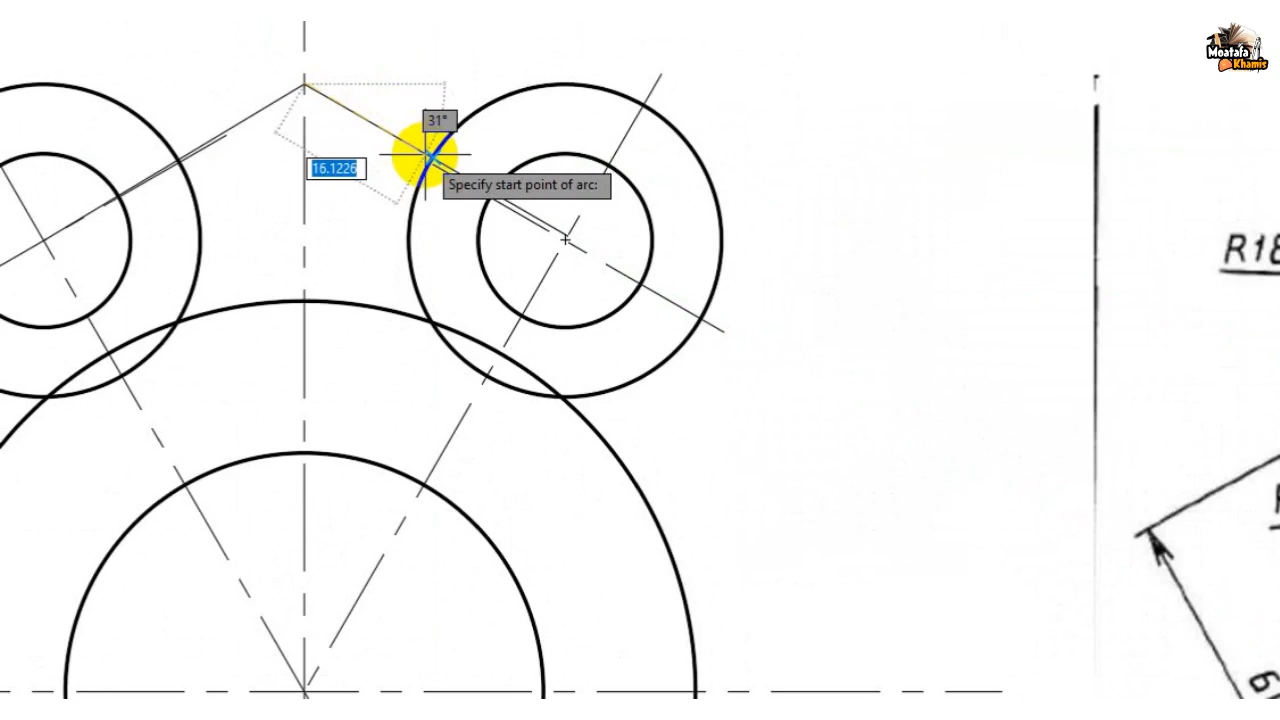 Moatafa
Khamis
31°
16.1226
Specify start point of arc:
R18